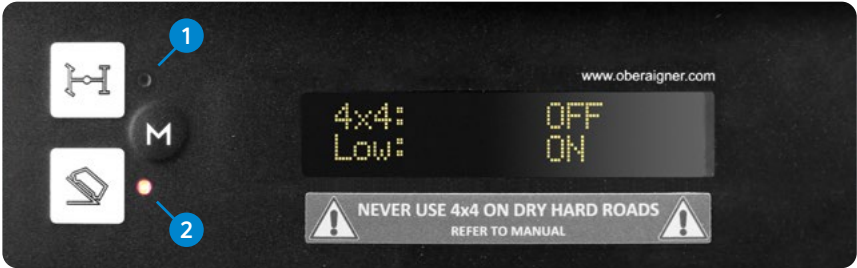 1
www.oberaigner.com
4x4: OFF
M
Low: ON
2
NEVER USE 4x4 ON DRY HARD ROADS
REFER TO MANUAL